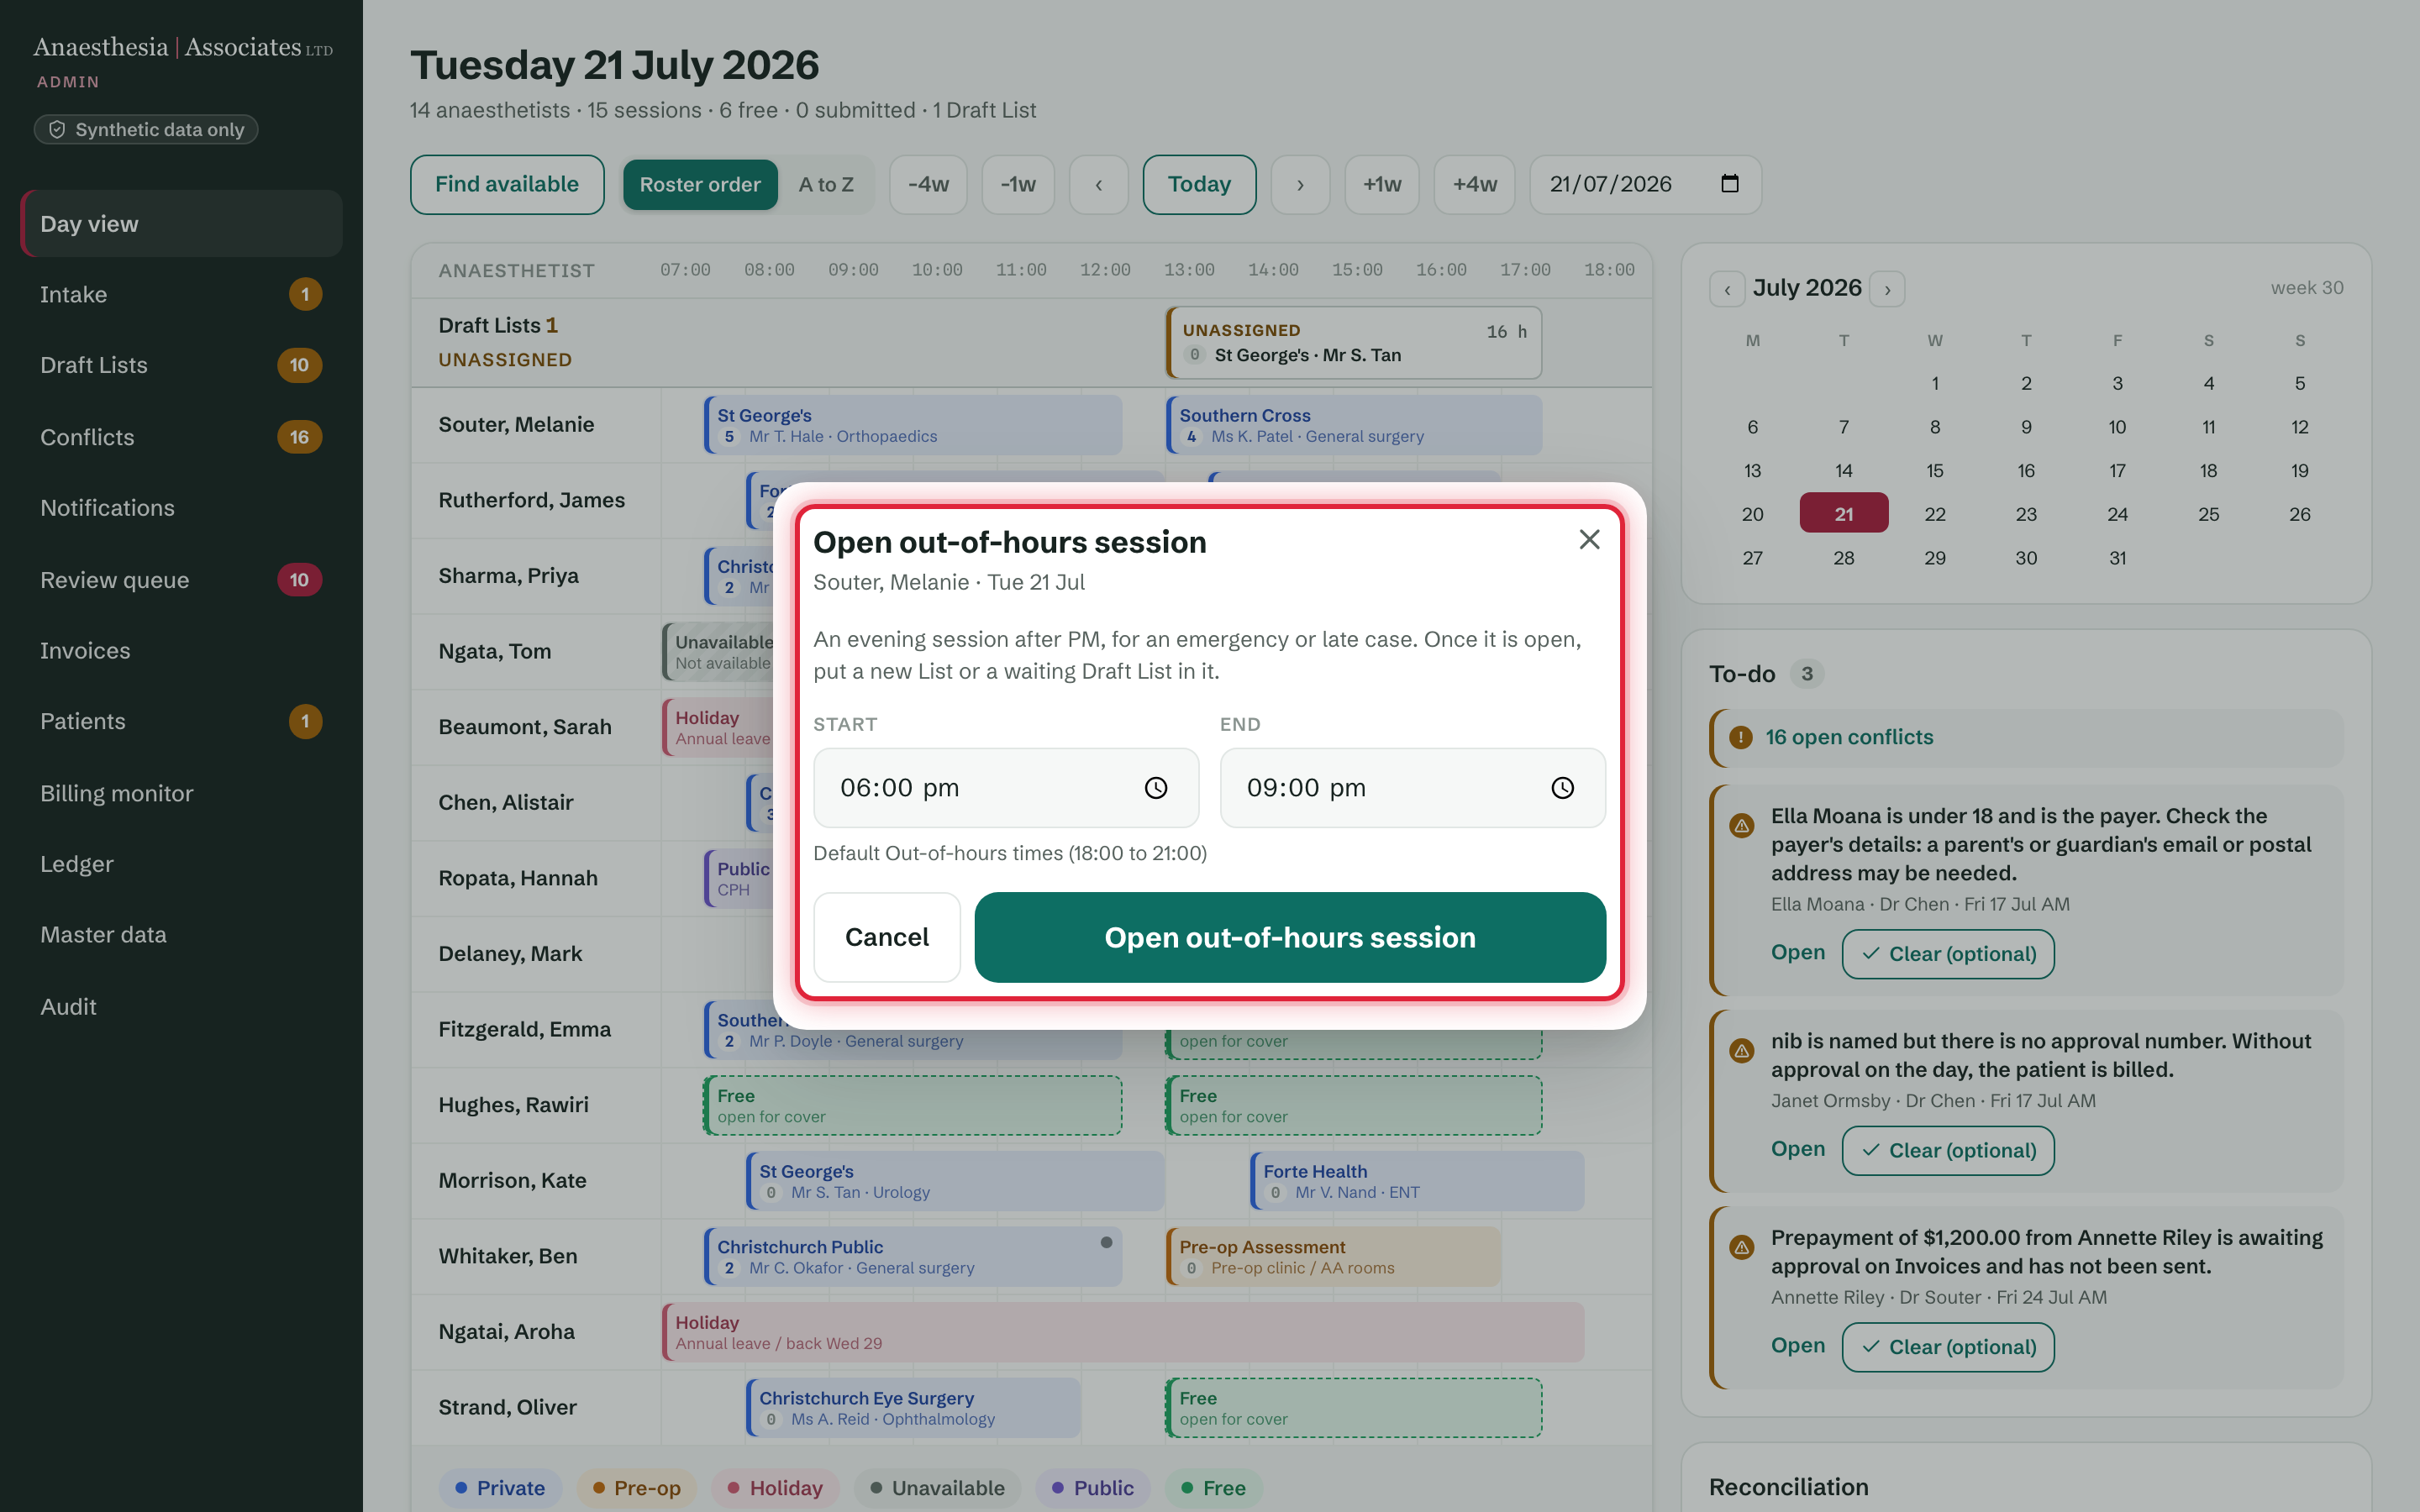 Anaesthesia | Associates LTD
ADMIN
Synthetic data only
Day view
Intake 1
Draft Lists 10
Conflicts 16
Notifications
Review queue 10
Invoices
Patients 1
Billing monitor
Ledger
Master data
Audit
Tuesday 21 July 2026
14 anaesthetists · 15 sessions · 6 free · 0 submitted · 1 Draft List
Find available Roster order A to Z -4w -1w ‹ Today › +1w +4w 21/07/2026
ANAESTHETIST 07:00 08:00 09:00 10:00 11:00 12:00 13:00 14:00 15:00 16:00 17:00 18:00
Draft Lists 1
UNASSIGNED
UNASSIGNED 16 h
0 St George's · Mr S. Tan
Souter, Melanie
St George's
5 Mr T. Hale · Orthopaedics
Southern Cross
4 Ms K. Patel · General surgery
Rutherford, James
Sharma, Priya
2 Mr
Ngata, Tom
Unavailable
Not available
Beaumont, Sarah
Holiday
Annual leave
Chen, Alistair
Ropata, Hannah
Public
CPH
Delaney, Mark
Fitzgerald, Emma
2 Mr P. Doyle · General surgery
open for cover
Hughes, Rawiri
Free
open for cover
Free
open for cover
Morrison, Kate
St George's
0 Mr S. Tan · Urology
Forte Health
0 Mr V. Nand · ENT
Whitaker, Ben
Christchurch Public
2 Mr C. Okafor · General surgery
Pre-op Assessment
0 Pre-op clinic / AA rooms
Ngatai, Aroha
Holiday
Annual leave / back Wed 29
Strand, Oliver
Christchurch Eye Surgery
0 Ms A. Reid · Ophthalmology
Free
open for cover
Private Pre-op Holiday Unavailable Public Free
Open out-of-hours session
Souter, Melanie · Tue 21 Jul
An evening session after PM, for an emergency or late case. Once it is open,
put a new List or a waiting Draft List in it.
START END
06:00 pm 09:00 pm
Default Out-of-hours times (18:00 to 21:00)
Cancel Open out-of-hours session
‹ July 2026 › week 30
M T W T F S S
1 2 3 4 5
6 7 8 9 10 11 12
13 14 15 16 17 18 19
20 21 22 23 24 25 26
27 28 29 30 31
To-do 3
16 open conflicts
Ella Moana is under 18 and is the payer. Check the
payer's details: a parent's or guardian's email or postal
address may be needed.
Ella Moana · Dr Chen · Fri 17 Jul AM
Open Clear (optional)
nib is named but there is no approval number. Without
approval on the day, the patient is billed.
Janet Ormsby · Dr Chen · Fri 17 Jul AM
Open Clear (optional)
Prepayment of $1,200.00 from Annette Riley is awaiting
approval on Invoices and has not been sent.
Annette Riley · Dr Souter · Fri 24 Jul AM
Open Clear (optional)
Reconciliation